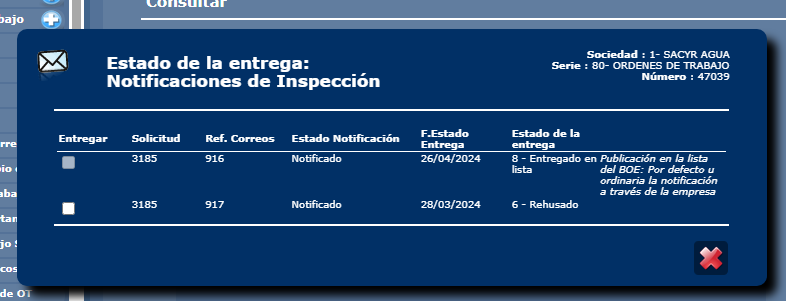 Consultar
bajo
Estado de la entrega:
Notificaciones de Inspección
Sociedad : 1- SACYR AGUA
Serie : 80- ORDENES DE TRABAJO
Número : 47039
Entregar Solicitud Ref. Correos Estado Notificación F.Estado Entrega Estado de la entrega
3185 916 Notificado 26/04/2024 8 - Entregado en lista Publicación en la lista del BOE: Por defecto u ordinaria la notificación a través de la empresa
3185 917 Notificado 28/03/2024 6 - Rehusado
rre
bio
aba
tan
jo
cos
de OT